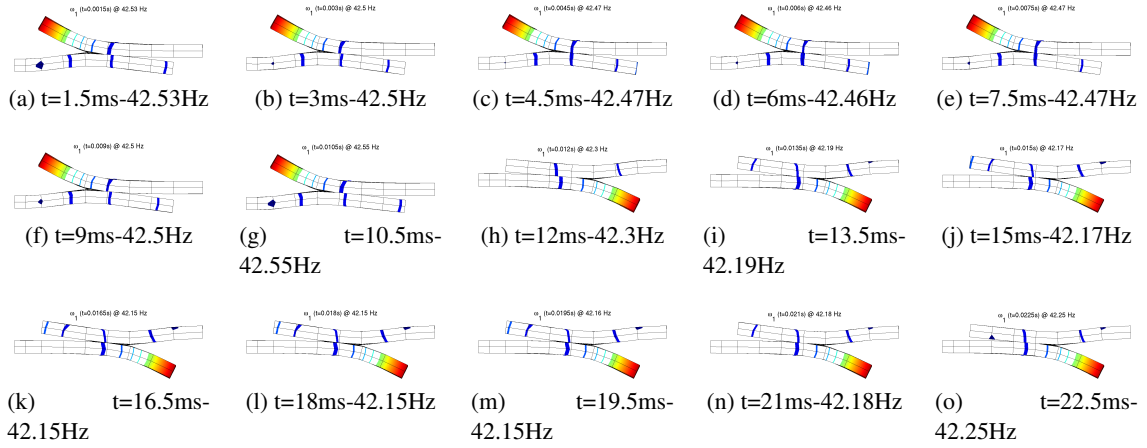 ω1 (t=0.0015s) @ 42.53 Hz
ω1 (t=0.003s) @ 42.5 Hz
ω1 (t=0.0045s) @ 42.47 Hz
ω1 (t=0.006s) @ 42.46 Hz
ω1 (t=0.0075s) @ 42.47 Hz
(a) t=1.5ms-42.53Hz
(b) t=3ms-42.5Hz
(c) t=4.5ms-42.47Hz
(d) t=6ms-42.46Hz
(e) t=7.5ms-42.47Hz
ω1 (t=0.009s) @ 42.5 Hz
ω1 (t=0.0105s) @ 42.55 Hz
ω1 (t=0.012s) @ 42.3 Hz
ω1 (t=0.0135s) @ 42.19 Hz
ω1 (t=0.015s) @ 42.17 Hz
(f) t=9ms-42.5Hz
(g) t=10.5ms-
42.55Hz
(h) t=12ms-42.3Hz
(i) t=13.5ms-
42.19Hz
(j) t=15ms-42.17Hz
ω1 (t=0.0165s) @ 42.15 Hz
ω1 (t=0.018s) @ 42.15 Hz
ω1 (t=0.0195s) @ 42.16 Hz
ω1 (t=0.021s) @ 42.18 Hz
ω1 (t=0.0225s) @ 42.25 Hz
(k) t=16.5ms-
42.15Hz
(l) t=18ms-42.15Hz
(m) t=19.5ms-
42.15Hz
(n) t=21ms-42.18Hz
(o) t=22.5ms-
42.25Hz